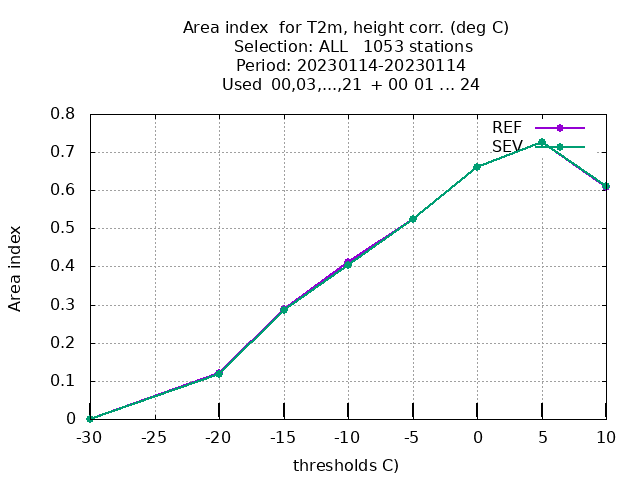 Area index  for T2m, height corr. (deg C)
Selection: ALL   1053 stations
Period: 20230114-20230114
Used  00,03,...,21  + 00 01 ... 24
REF
SEV
Area index
0.8
0.7
0.6
0.5
0.4
0.3
0.2
0.1
0
-30 -25 -20 -15 -10 -5 0 5 10
thresholds C)